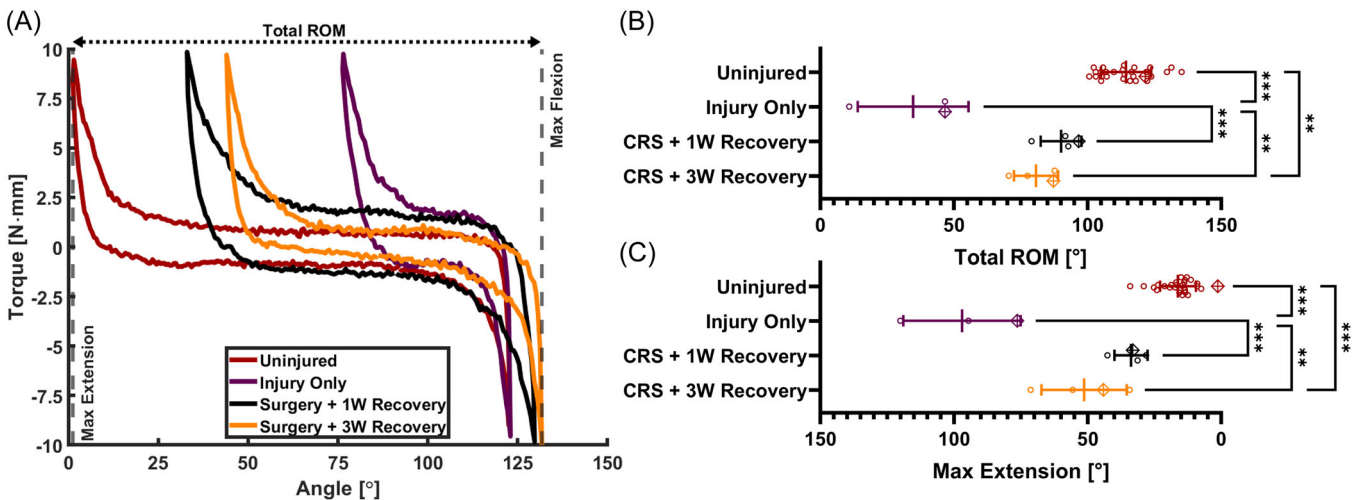 (A)
Total ROM
10
7.5
5
2.5
0
-2.5
-5
-7.5
-10
Torque [N·mm]
Max Extension
Max Flexion
Uninjured
Injury Only
Surgery + 1W Recovery
Surgery + 3W Recovery
0
25
50
75
100
125
150
Angle [°]
(B)
Uninjured
Injury Only
CRS + 1W Recovery
CRS + 3W Recovery
***
***
**
**
0
50
100
150
Total ROM [°]
(C)
Uninjured
Injury Only
CRS + 1W Recovery
CRS + 3W Recovery
***
***
**
***
150
100
50
0
Max Extension [°]